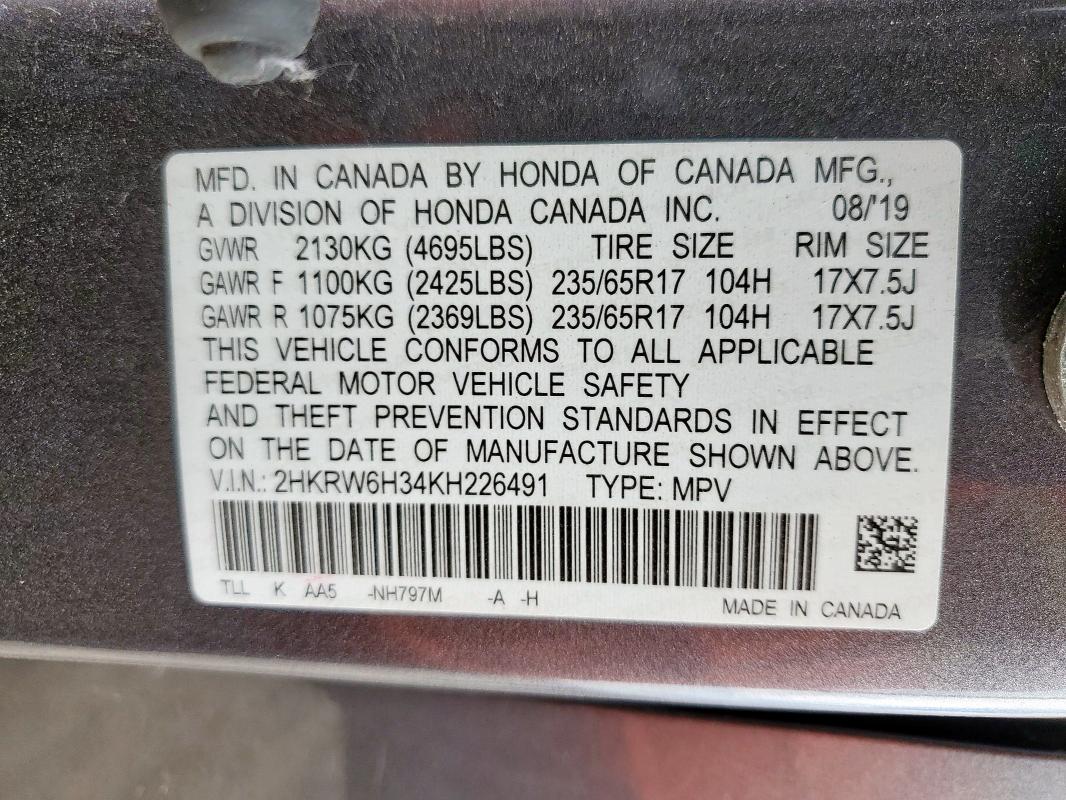 MFD. IN CANADA BY HONDA OF CANADA MFG.,
A DIVISION OF HONDA CANADA INC. 08/'19
GVWR 2130KG (4695LBS) TIRE SIZE RIM SIZE
GAWR F 1100KG (2425LBS) 235/65R17 104H 17X7.5J
GAWR R 1075KG (2369LBS) 235/65R17 104H 17X7.5J
THIS VEHICLE CONFORMS TO ALL APPLICABLE
FEDERAL MOTOR VEHICLE SAFETY
AND THEFT PREVENTION STANDARDS IN EFFECT
ON THE DATE OF MANUFACTURE SHOWN ABOVE.
V.I.N.: 2HKRW6H34KH226491 TYPE: MPV
TLL K AA5 -NH797M -A -H MADE IN CANADA